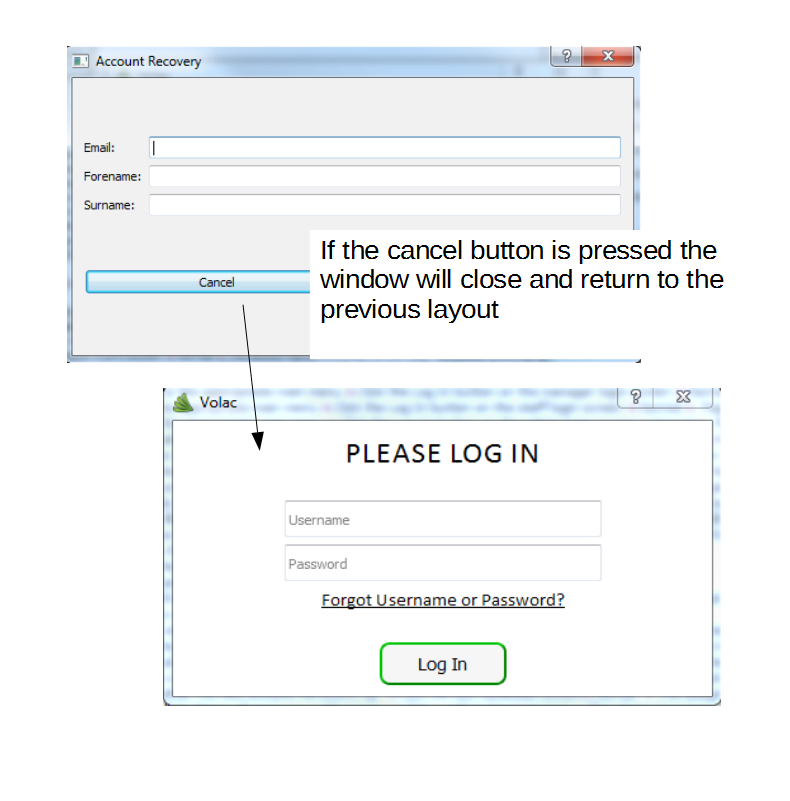 Account Recovery
Email:
Forename:
Surname:
Cancel
If the cancel button is pressed the
window will close and return to the
previous layout
Volac
PLEASE LOG IN
Username
Password
Forgot Username or Password?
Log In